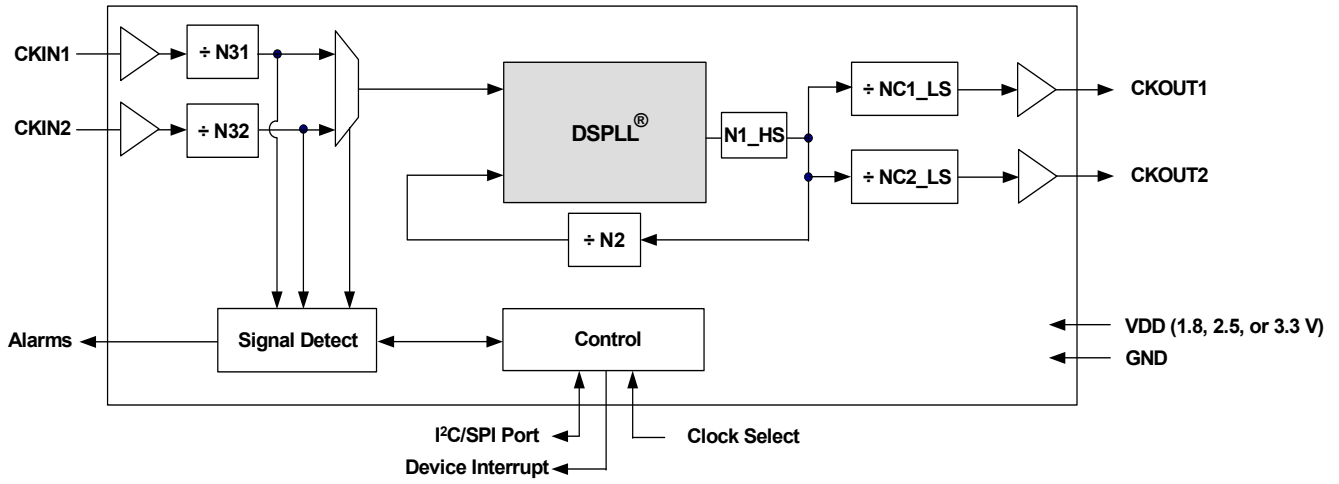 CKIN1
÷ N31
CKIN2
÷ N32
DSPLL®
N1_HS
÷ NC1_LS
CKOUT1
÷ NC2_LS
CKOUT2
÷ N2
Alarms
Signal Detect
Control
VDD (1.8, 2.5, or 3.3 V)
GND
I²C/SPI Port
Clock Select
Device Interrupt